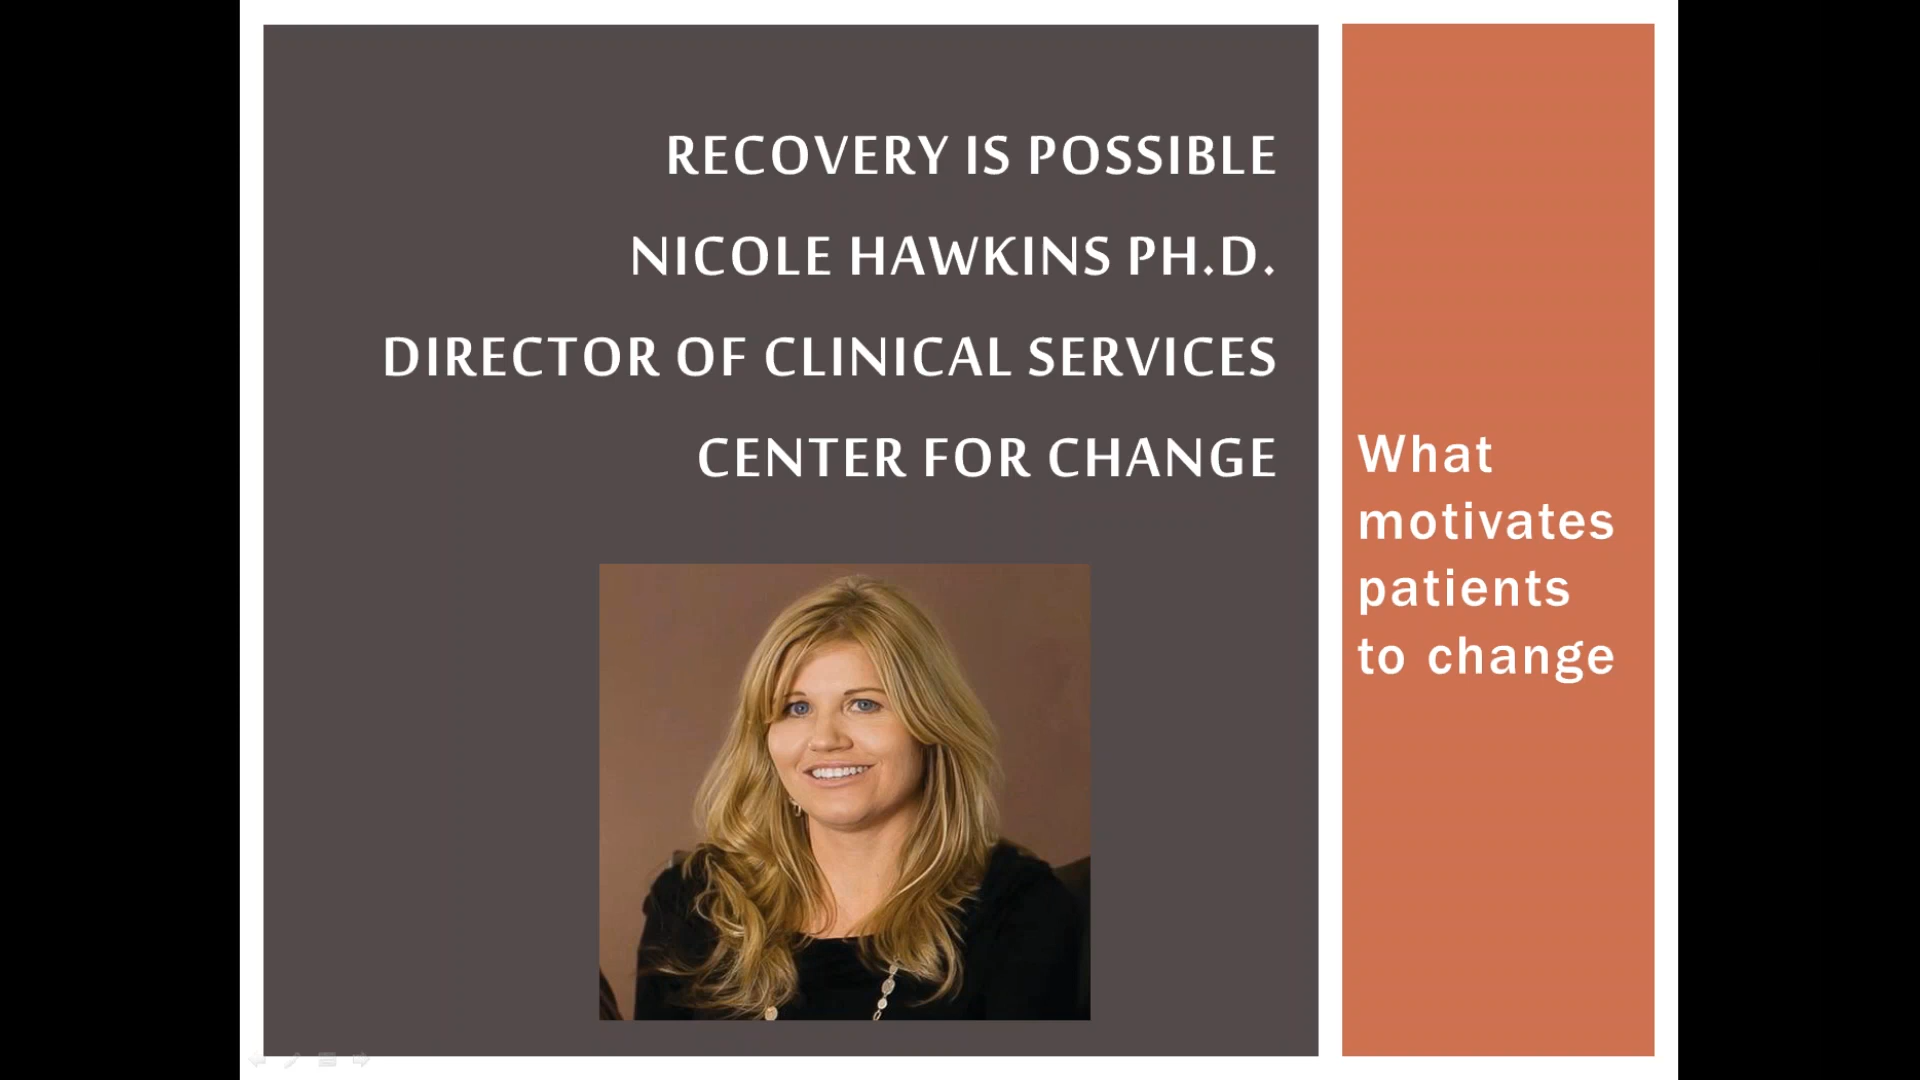 RECOVERY IS POSSIBLE
NICOLE HAWKINS PH.D.
DIRECTOR OF CLINICAL SERVICES
CENTER FOR CHANGE
What
motivates
patients
to change